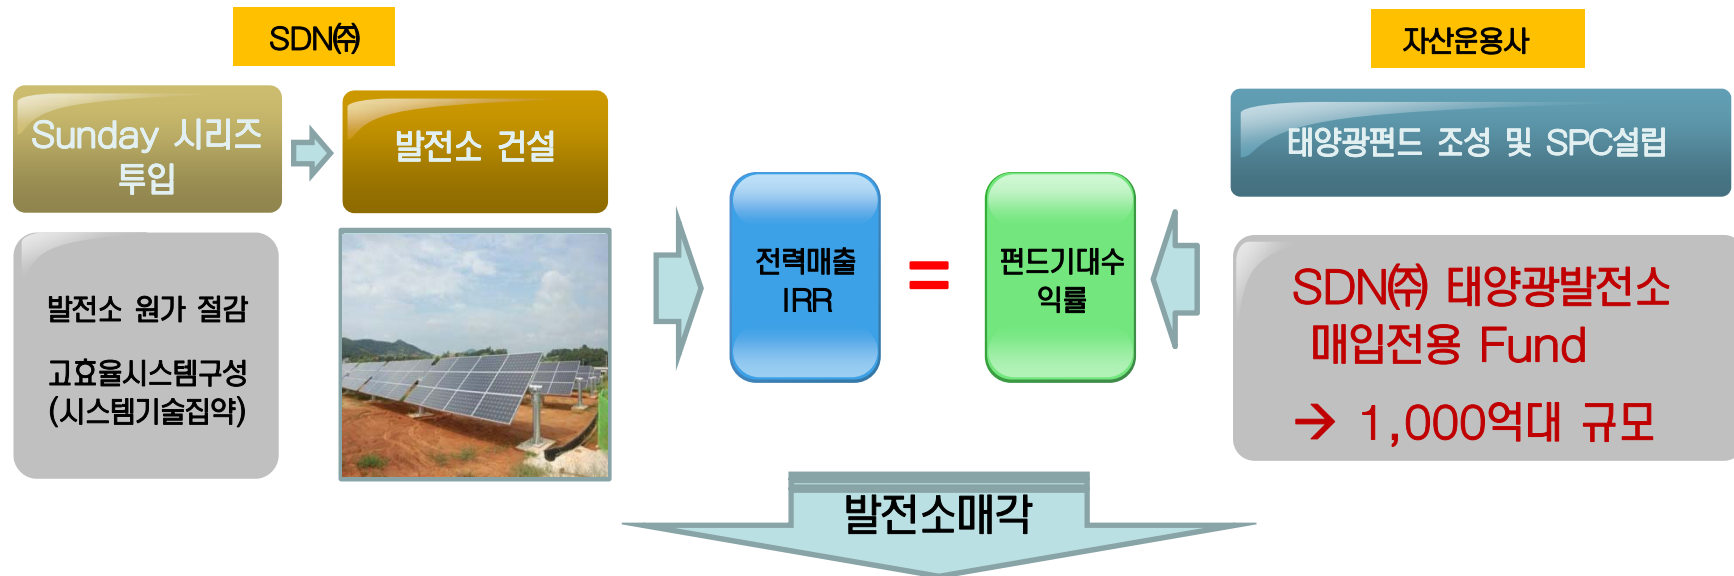 SDN㈜
자산운용사
Sunday 시리즈
투입
발전소 건설
태양광펀드 조성 및 SPC설립
발전소 원가 절감
고효율시스템구성
(시스템기술집약)
전력매출
IRR
=
펀드기대수
익률
SDN㈜ 태양광발전소
매입전용 Fund
→ 1,000억대 규모
발전소매각